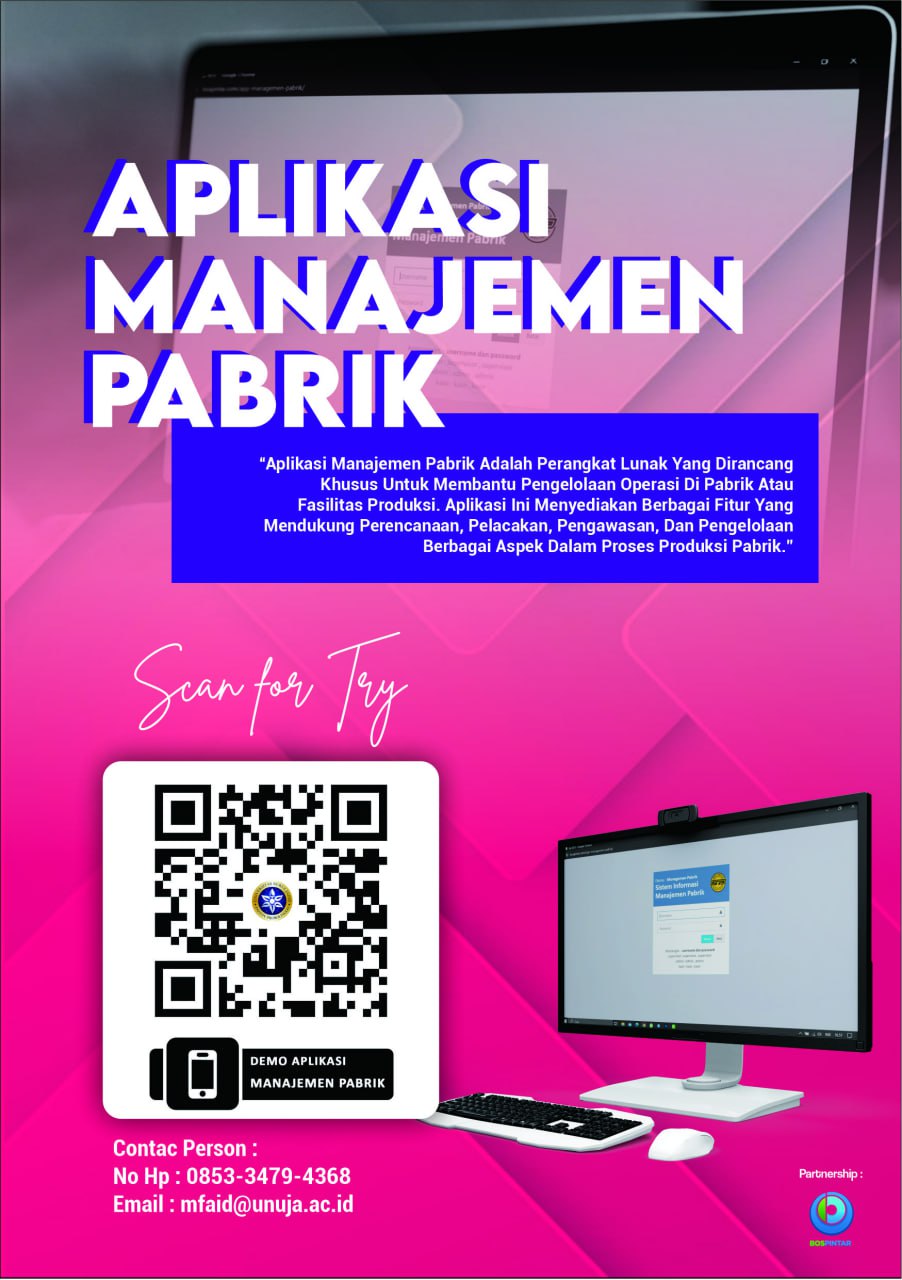 APLIKASI
MANAJEMEN
PABRIK
“Aplikasi Manajemen Pabrik Adalah Perangkat Lunak Yang Dirancang
Khusus Untuk Membantu Pengelolaan Operasi Di Pabrik Atau
Fasilitas Produksi. Aplikasi Ini Menyediakan Berbagai Fitur Yang
Mendukung Perencanaan, Pelacakan, Pengawasan, Dan Pengelolaan
Berbagai Aspek Dalam Proses Produksi Pabrik.”
Scan for Try
DEMO APLIKASI
MANAJEMEN PABRIK
Manajemen Pabrik
Sistem Informasi
Manajemen Pabrik
Contac Person :
No Hp : 0853-3479-4368
Email : mfaid@unuja.ac.id
Partnership :
BOSPINTAR